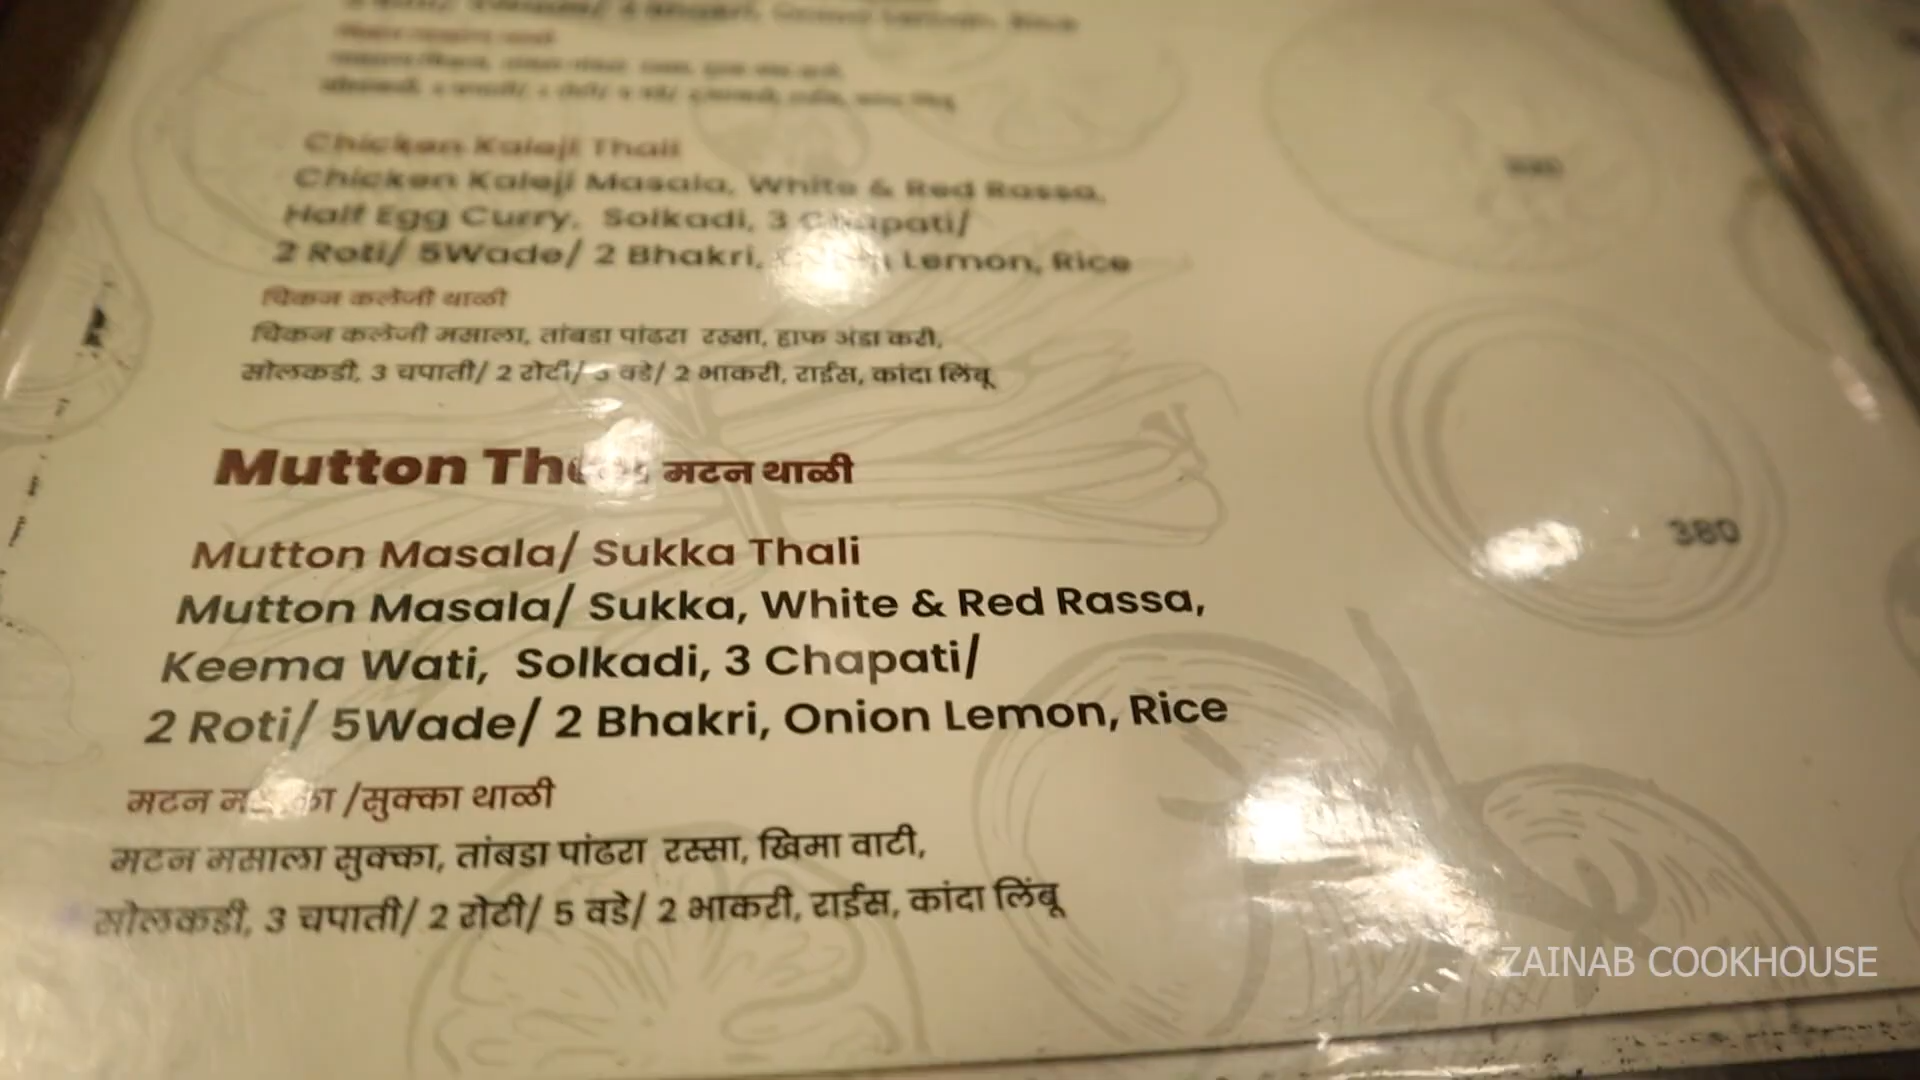 Chicken Kaleji Thali
Chicken Kaleji Masala, White & Red Rassa,
Half Egg Curry, Solkadi, 3 Chapati/
2 Roti/ 5Wade/ 2 Bhakri, Lemon, Rice
चिकन कलेजी थाळी
चिकन कलेजी मसाला, तांबडा पांढरा रस्सा, हाफ अंडा करी,
सोलकडी, 3 चपाती/ 2 रोटी/ 5 वडे/ 2 भाकरी, राईस, कांदा लिंबू
Mutton मटन थाळी
Mutton Masala/ Sukka Thali
380
Mutton Masala/ Sukka, White & Red Rassa,
Keema Wati, Solkadi, 3 Chapati/
2 Roti/ 5Wade/ 2 Bhakri, Onion Lemon, Rice
मटन /सुक्का थाळी
मटन मसाला सुक्का, तांबडा पांढरा रस्सा, खिमा वाटी,
सोलकडी, 3 चपाती/ 2 रोटी/ 5 वडे/ 2 भाकरी, राईस, कांदा लिंबू
ZAINAB COOKHOUSE